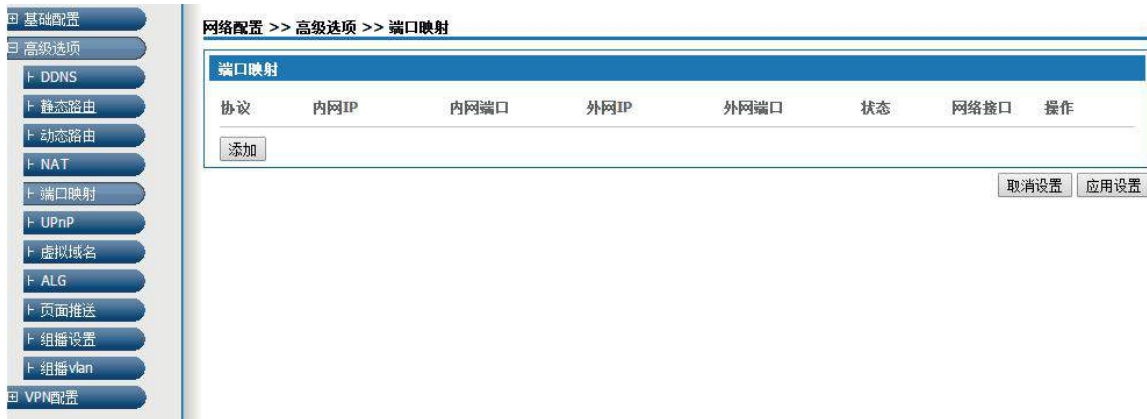 基础配置
高级选项
DDNS
静态路由
动态路由
NAT
端口映射
UPnP
虚拟域名
ALG
页面推送
组播设置
组播vlan
VPN配置
网络配置 >> 高级选项 >> 端口映射
端口映射
协议 内网IP 内网端口 外网IP 外网端口 状态 网络接口 操作
添加
取消设置 应用设置